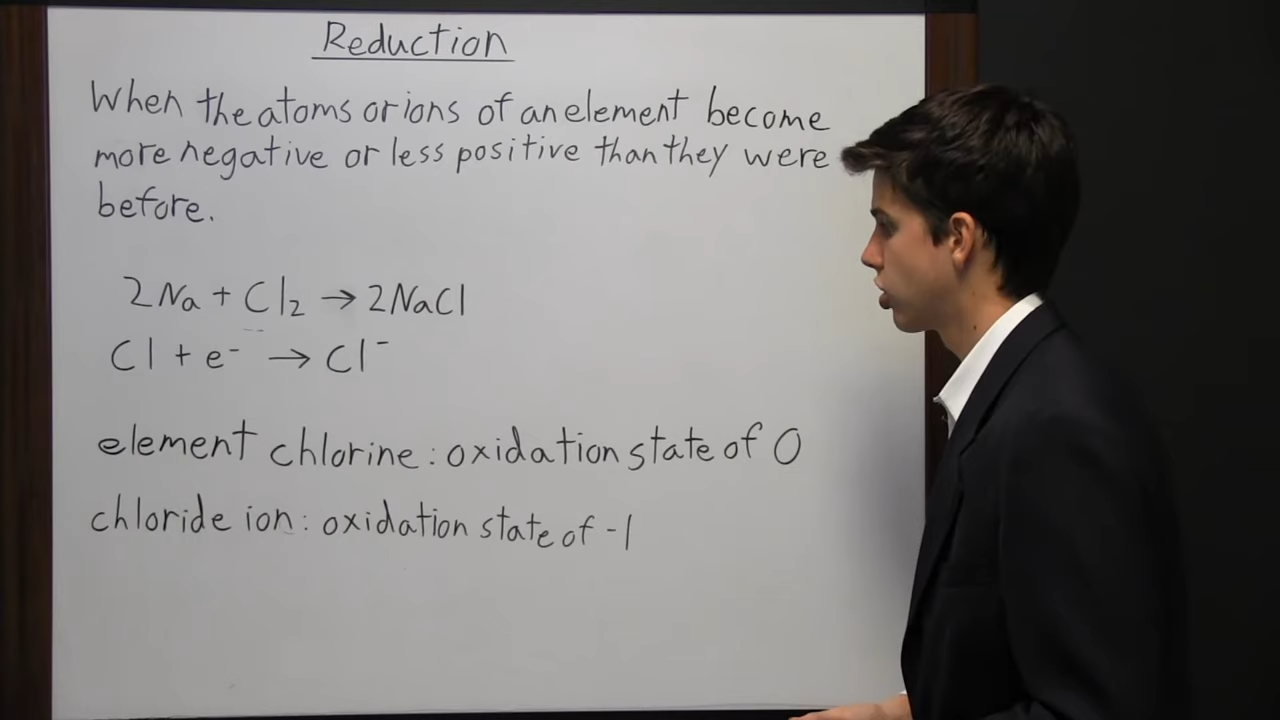 Reduction
When the atoms or ions of an element become
more negative or less positive than they were
before.
2Na + Cl₂ → 2NaCl
Cl + e⁻ → Cl⁻
element chlorine: oxidation state of 0
chloride ion: oxidation state of -1